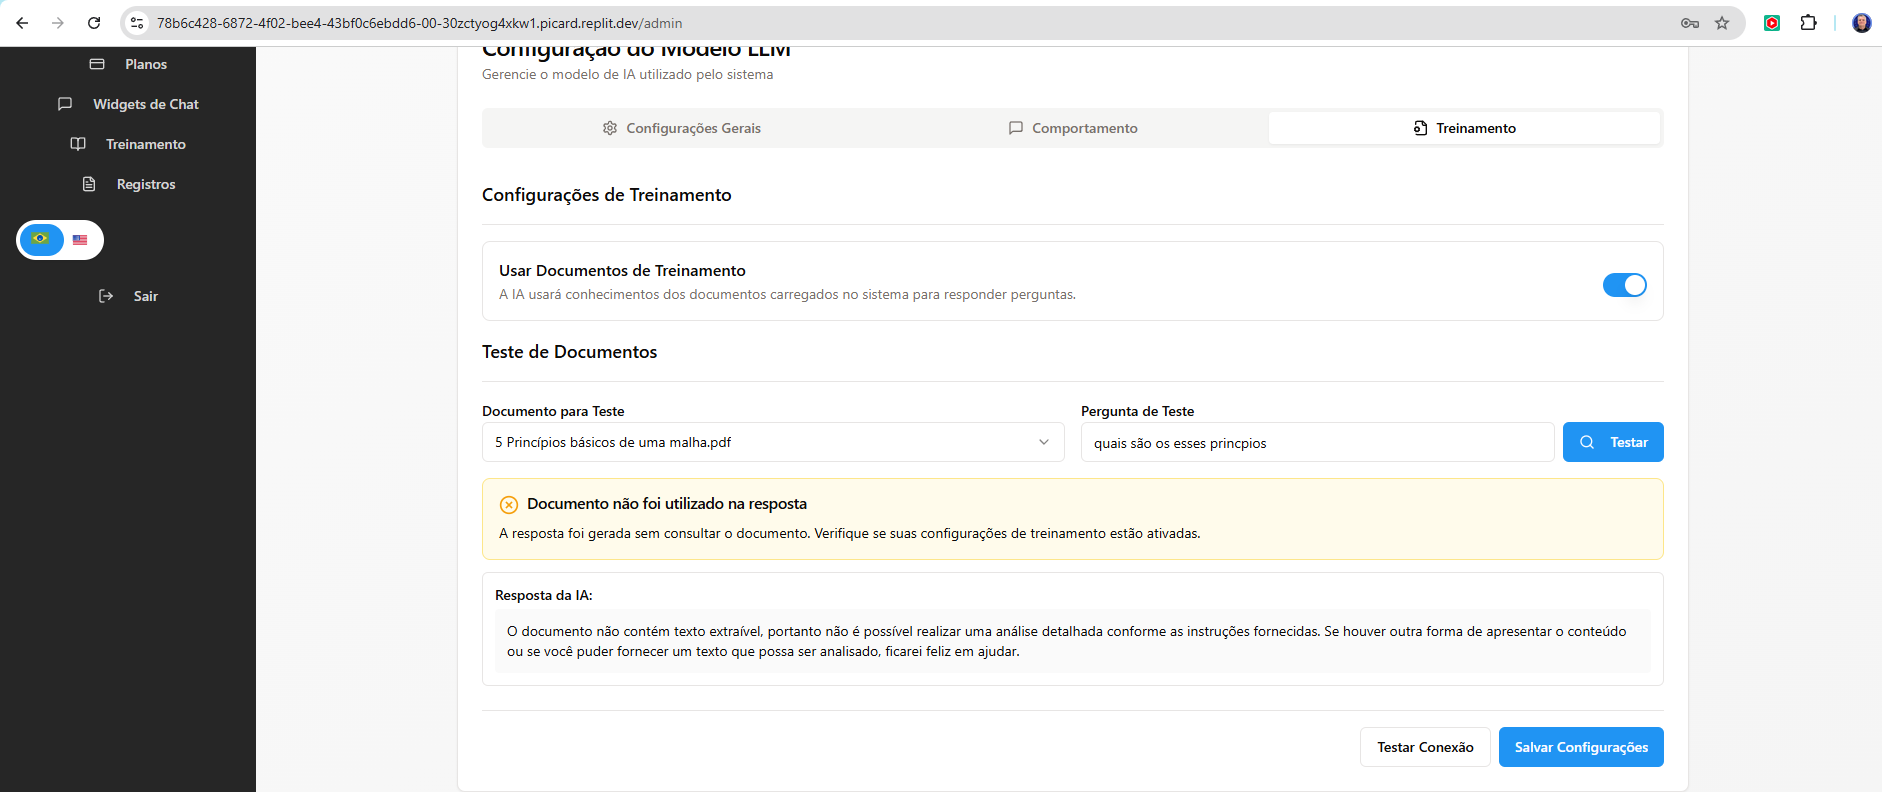 78b6c428-6872-4f02-bee4-43bf0c6ebdd6-00-30zctyog4xkw1.picard.replit.dev/admin
Planos
Widgets de Chat
Treinamento
Registros
Sair
Configuração do Modelo LLM
Gerencie o modelo de IA utilizado pelo sistema
Configurações Gerais
Comportamento
Treinamento
Configurações de Treinamento
Usar Documentos de Treinamento
A IA usará conhecimentos dos documentos carregados no sistema para responder perguntas.
Teste de Documentos
Documento para Teste
5 Princípios básicos de uma malha.pdf
Pergunta de Teste
quais são os esses princpios
Testar
Documento não foi utilizado na resposta
A resposta foi gerada sem consultar o documento. Verifique se suas configurações de treinamento estão ativadas.
Resposta da IA:
O documento não contém texto extraível, portanto não é possível realizar uma análise detalhada conforme as instruções fornecidas. Se houver outra forma de apresentar o conteúdo
ou se você puder fornecer um texto que possa ser analisado, ficarei feliz em ajudar.
Testar Conexão
Salvar Configurações